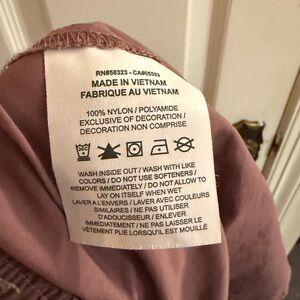 RN#56323 - CA#05553
MADE IN VIETNAM
FABRIQUE AU VIETNAM
100% NYLON / POLYAMIDE
EXCLUSIVE OF DECORATION /
DECORATION NON COMPRISE
WASH INSIDE OUT / WASH WITH LIKE
COLORS / DO NOT USE SOFTENERS /
REMOVE IMMEDIATELY / DO NOT ALLOW TO
LAY ON ITSELF WHEN WET
LAVER A L'ENVERS / LAVER AVEC COULEURS
SIMILAIRES / NE PAS UTILISER
D'ADOUCISSEUR / ENLEVER
IMMEDIATEMENT / NE PAS LAISSER LE
VÊTEMENT PLIÉ LORSQU'IL EST MOUILLÉ